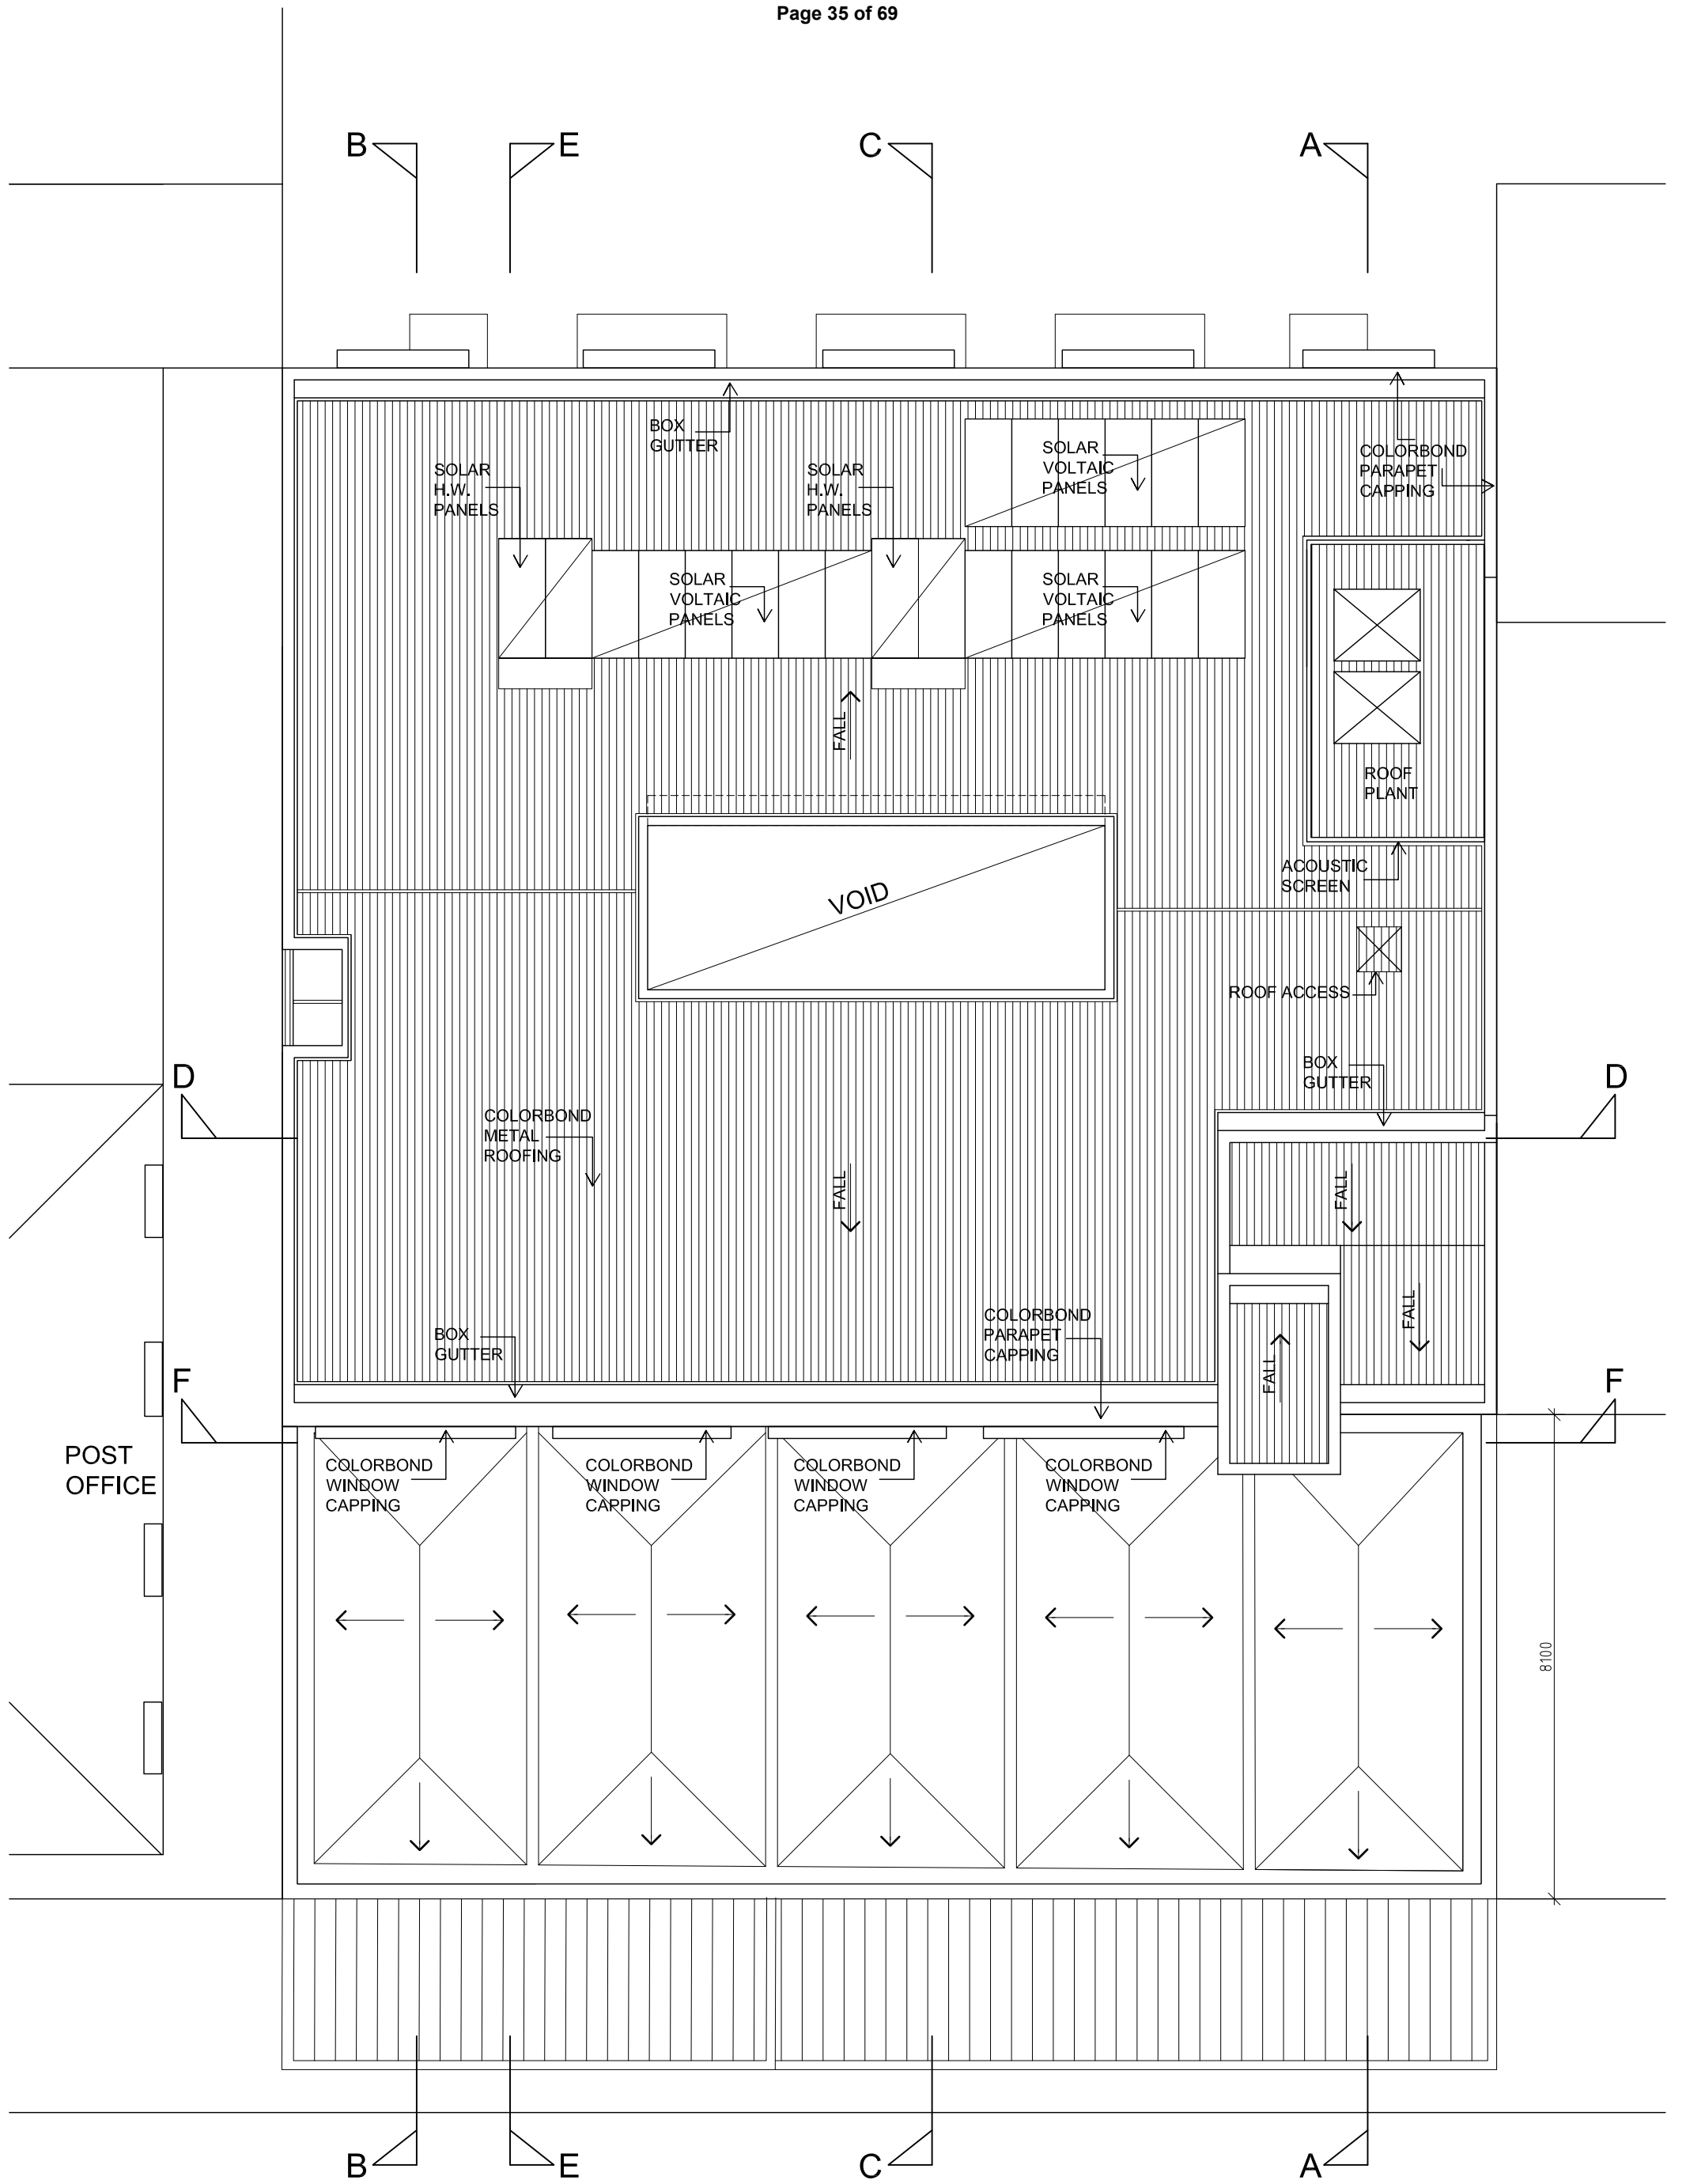 Page 35 of 69
B
E
C
A
BOX
GUTTER
SOLAR
H.W.
PANELS
SOLAR
H.W.
PANELS
SOLAR
VOLTAIC
PANELS
COLORBOND
PARAPET
CAPPING
SOLAR
VOLTAIC
PANELS
SOLAR
VOLTAIC
PANELS
FALL
ROOF
PLANT
VOID
ACOUSTIC
SCREEN
ROOF ACCESS
BOX
GUTTER
D
D
COLORBOND
METAL
ROOFING
FALL
FALL
FALL
BOX
GUTTER
COLORBOND
PARAPET
CAPPING
FALL
F
F
POST
OFFICE
COLORBOND
WINDOW
CAPPING
COLORBOND
WINDOW
CAPPING
COLORBOND
WINDOW
CAPPING
COLORBOND
WINDOW
CAPPING
8100
B
E
C
A